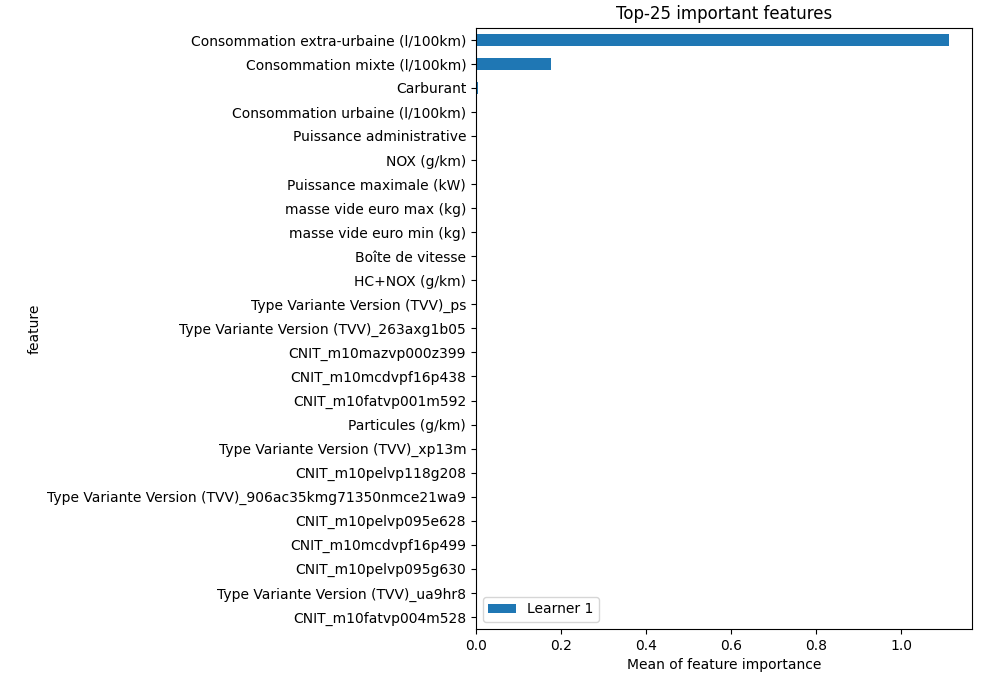 Top-25 important features
Consommation extra-urbaine (l/100km)
Consommation mixte (l/100km)
Carburant
Consommation urbaine (l/100km)
Puissance administrative
NOX (g/km)
Puissance maximale (kW)
masse vide euro max (kg)
masse vide euro min (kg)
Boîte de vitesse
HC+NOX (g/km)
Type Variante Version (TVV)_ps
Type Variante Version (TVV)_263axg1b05
CNIT_m10mazvp000z399
CNIT_m10mcdvpf16p438
CNIT_m10fatvp001m592
Particules (g/km)
Type Variante Version (TVV)_xp13m
CNIT_m10pelvp118g208
Type Variante Version (TVV)_906ac35kmg71350nmce21wa9
CNIT_m10pelvp095e628
CNIT_m10mcdvpf16p499
CNIT_m10pelvp095g630
Type Variante Version (TVV)_ua9hr8
CNIT_m10fatvp004m528
feature
Learner 1
0.0 0.2 0.4 0.6 0.8 1.0
Mean of feature importance